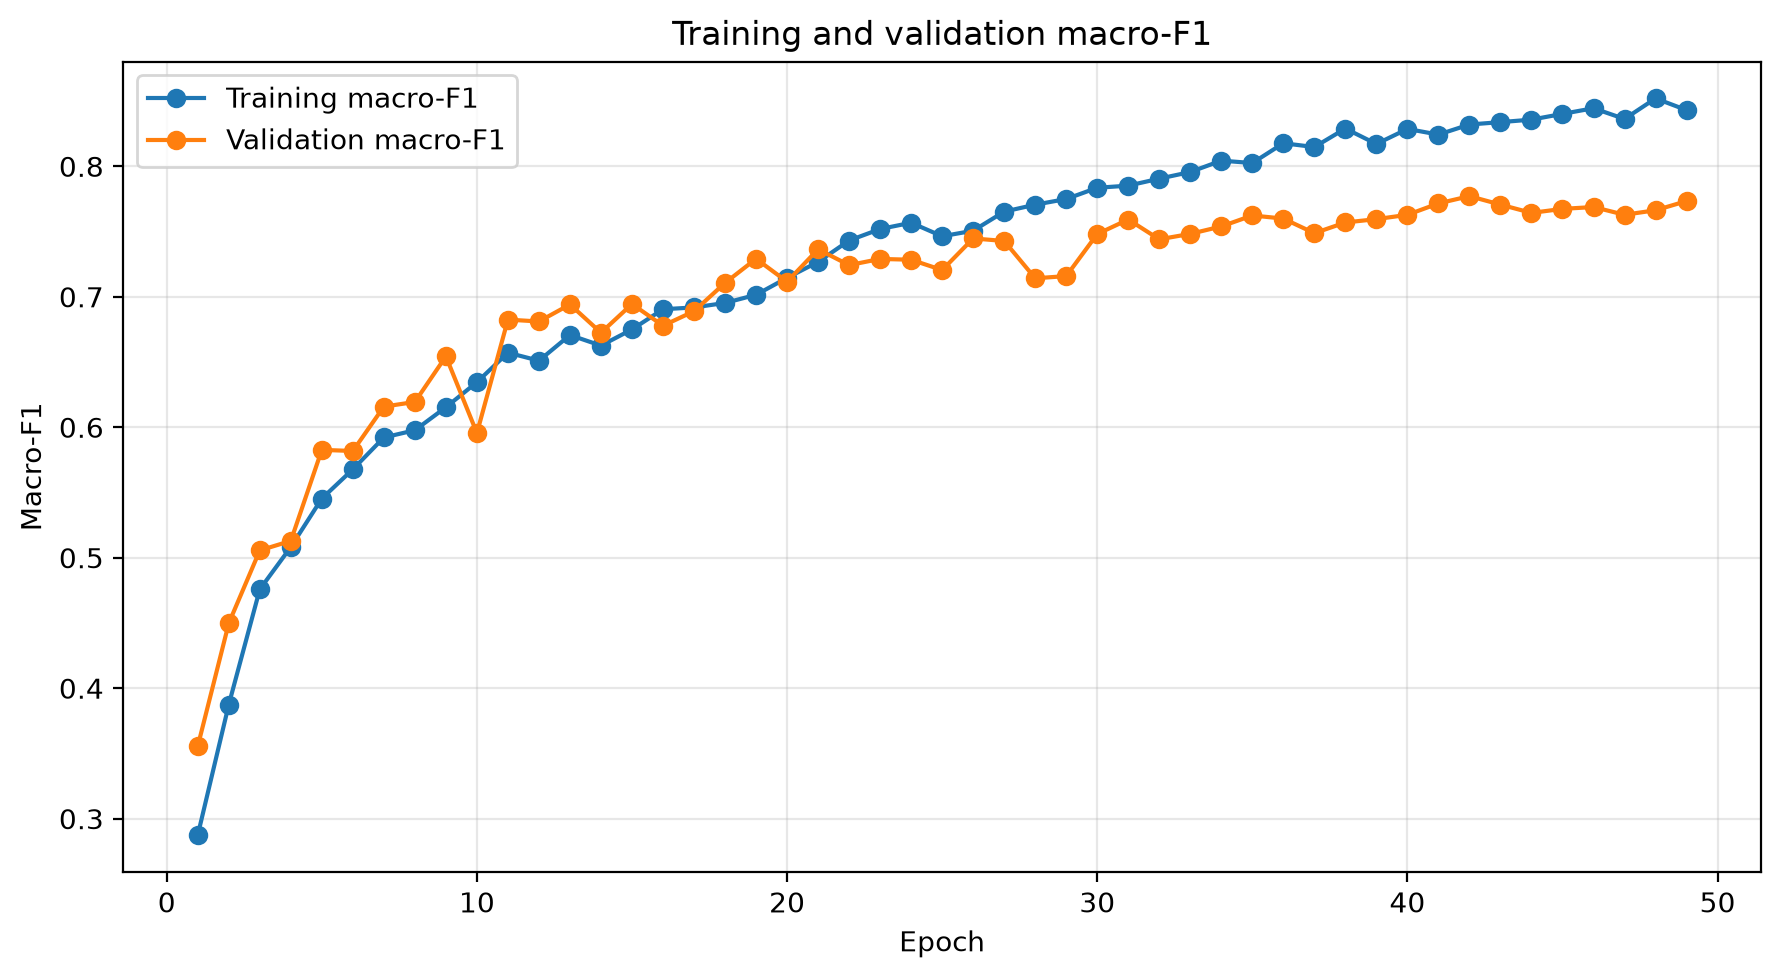 Training and validation macro-F1
Training macro-F1
Validation macro-F1
Macro-F1
0.8
0.7
0.6
0.5
0.4
0.3
0 10 20 30 40 50
Epoch